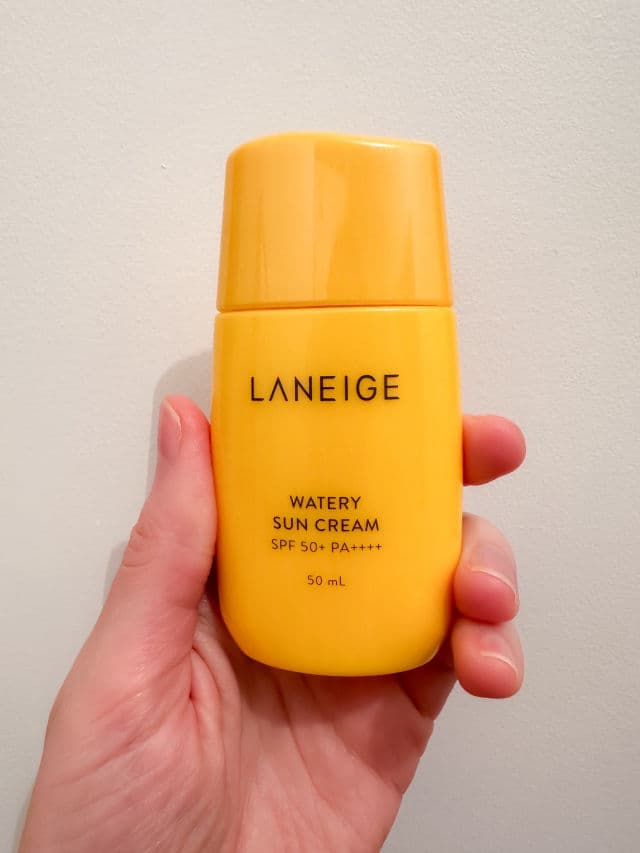 LANEIGE
WATERY
SUN CREAM
SPF 50+ PA++++
50 mL